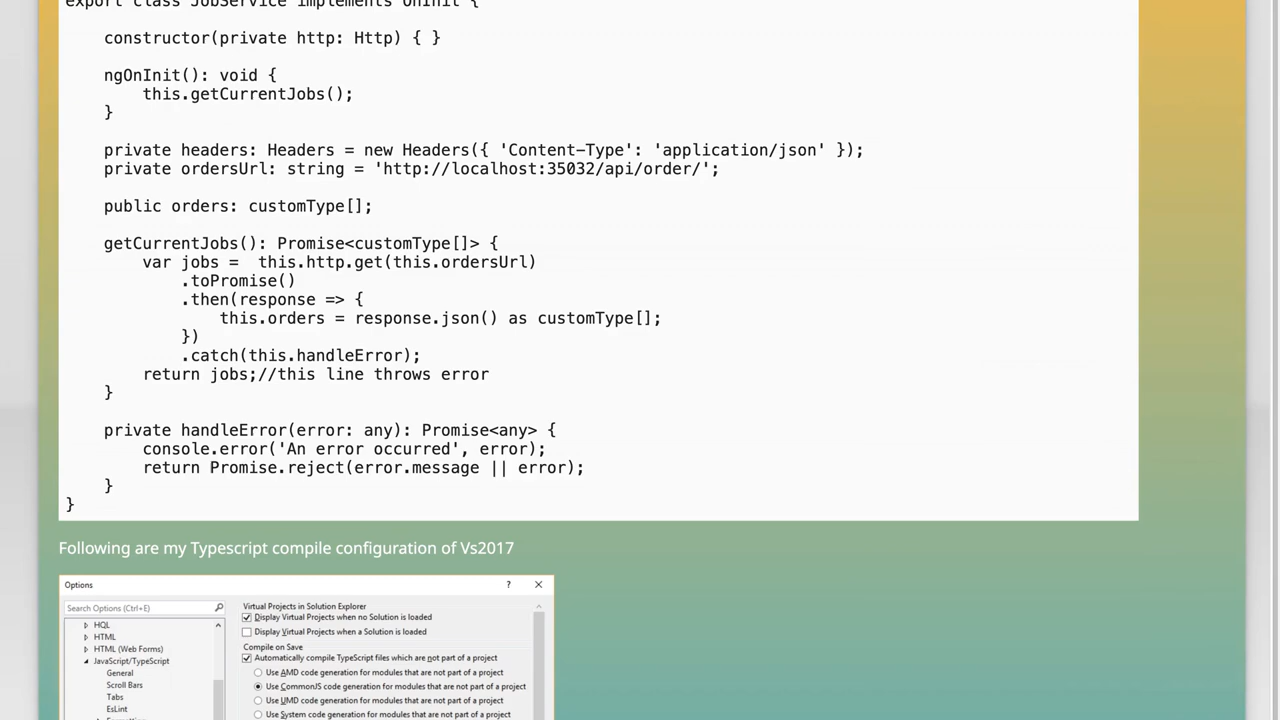 export class JobService implements OnInit {
constructor(private http: Http) { }
ngOnInit(): void {
this.getCurrentJobs();
}
private headers: Headers = new Headers({ 'Content-Type': 'application/json' });
private ordersUrl: string = 'http://localhost:35032/api/order/';
public orders: customType[];
getCurrentJobs(): Promise<customType[]> {
var jobs =  this.http.get(this.ordersUrl)
.toPromise()
.then(response => {
this.orders = response.json() as customType[];
})
.catch(this.handleError);
return jobs;//this line throws error
}
private handleError(error: any): Promise<any> {
console.error('An error occurred', error);
return Promise.reject(error.message || error);
}
}
Following are my Typescript compile configuration of Vs2017
Options
?
Search Options (Ctrl+E)
HQL
HTML
HTML (Web Forms)
JavaScript/TypeScript
General
Scroll Bars
Tabs
EsLint
Virtual Projects in Solution Explorer
Display Virtual Projects when no Solution is loaded
Display Virtual Projects when a Solution is loaded
Compile on Save
Automatically compile TypeScript files which are not part of a project
Use AMD code generation for modules that are not part of a project
Use CommonJS code generation for modules that are not part of a project
Use UMD code generation for modules that are not part of a project
Use System code generation for modules that are not part of a project